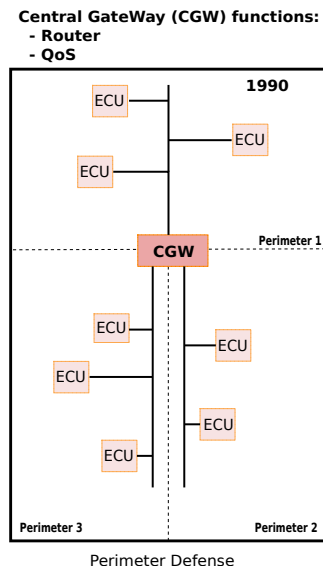 Central GateWay (CGW) functions:
- Router
- QoS
1990
ECU
ECU
ECU
Perimeter 1
CGW
ECU
ECU
ECU
ECU
ECU
Perimeter 3
Perimeter 2
Perimeter Defense